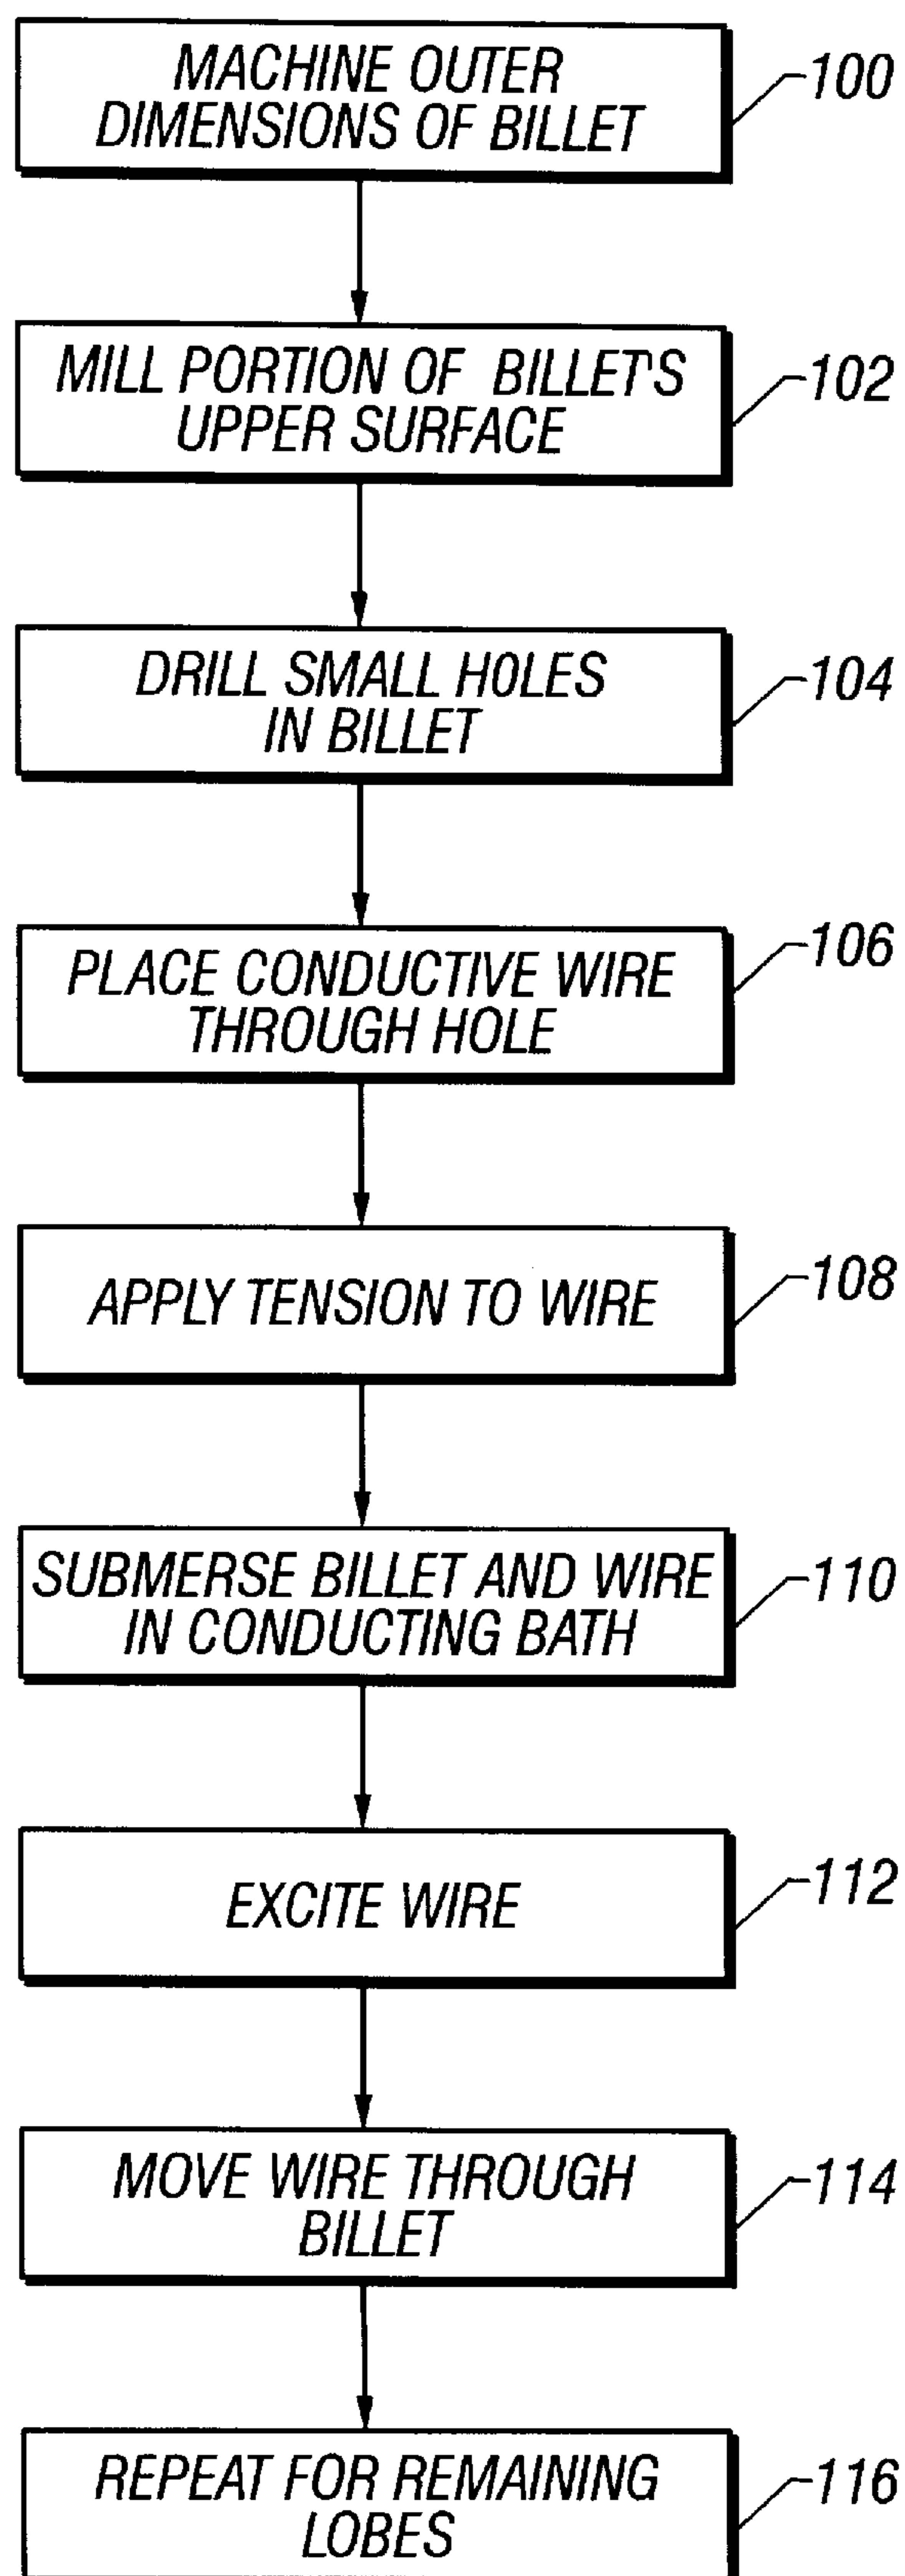 MACHINE OUTER
DIMENSIONS OF BILLET
100
MILL PORTION OF BILLET'S
UPPER SURFACE
102
DRILL SMALL HOLES
IN BILLET
104
PLACE CONDUCTIVE WIRE
THROUGH HOLE
106
APPLY TENSION TO WIRE
108
SUBMERSE BILLET AND WIRE
IN CONDUCTING BATH
110
EXCITE WIRE
112
MOVE WIRE THROUGH
BILLET
114
REPEAT FOR REMAINING
LOBES
116